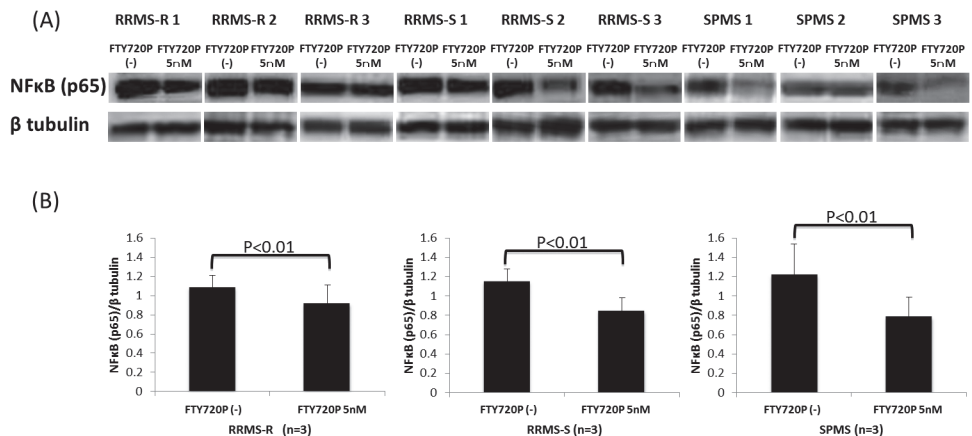 (A)
RRMS-R 1 RRMS-R 2 RRMS-R 3 RRMS-S 1 RRMS-S 2 RRMS-S 3 SPMS 1 SPMS 2 SPMS 3
FTY720P FTY720P FTY720P FTY720P FTY720P FTY720P FTY720P FTY720P FTY720P FTY720P FTY720P FTY720P FTY720P FTY720P FTY720P FTY720P FTY720P FTY720P
(-) 5nM (-) 5nM (-) 5nM (-) 5nM (-) 5nM (-) 5nM (-) 5nM (-) 5nM (-) 5nM
NFκB (p65)
β tubulin
(B)
P<0.01
NFκB (p65)/β tubulin
1.6
1.4
1.2
1
0.8
0.6
0.4
0.2
0
FTY720P (-) FTY720P 5nM
RRMS-R (n=3)
P<0.01
NFκB (p65)/β tubulin
1.6
1.4
1.2
1
0.8
0.6
0.4
0.2
0
FTY720P (-) FTY720P 5nM
RRMS-S (n=3)
P<0.01
NFκB (p65)/β tubulin
1.6
1.4
1.2
1
0.8
0.6
0.4
0.2
0
FTY720P (-) FTY720P 5nM
SPMS (n=3)